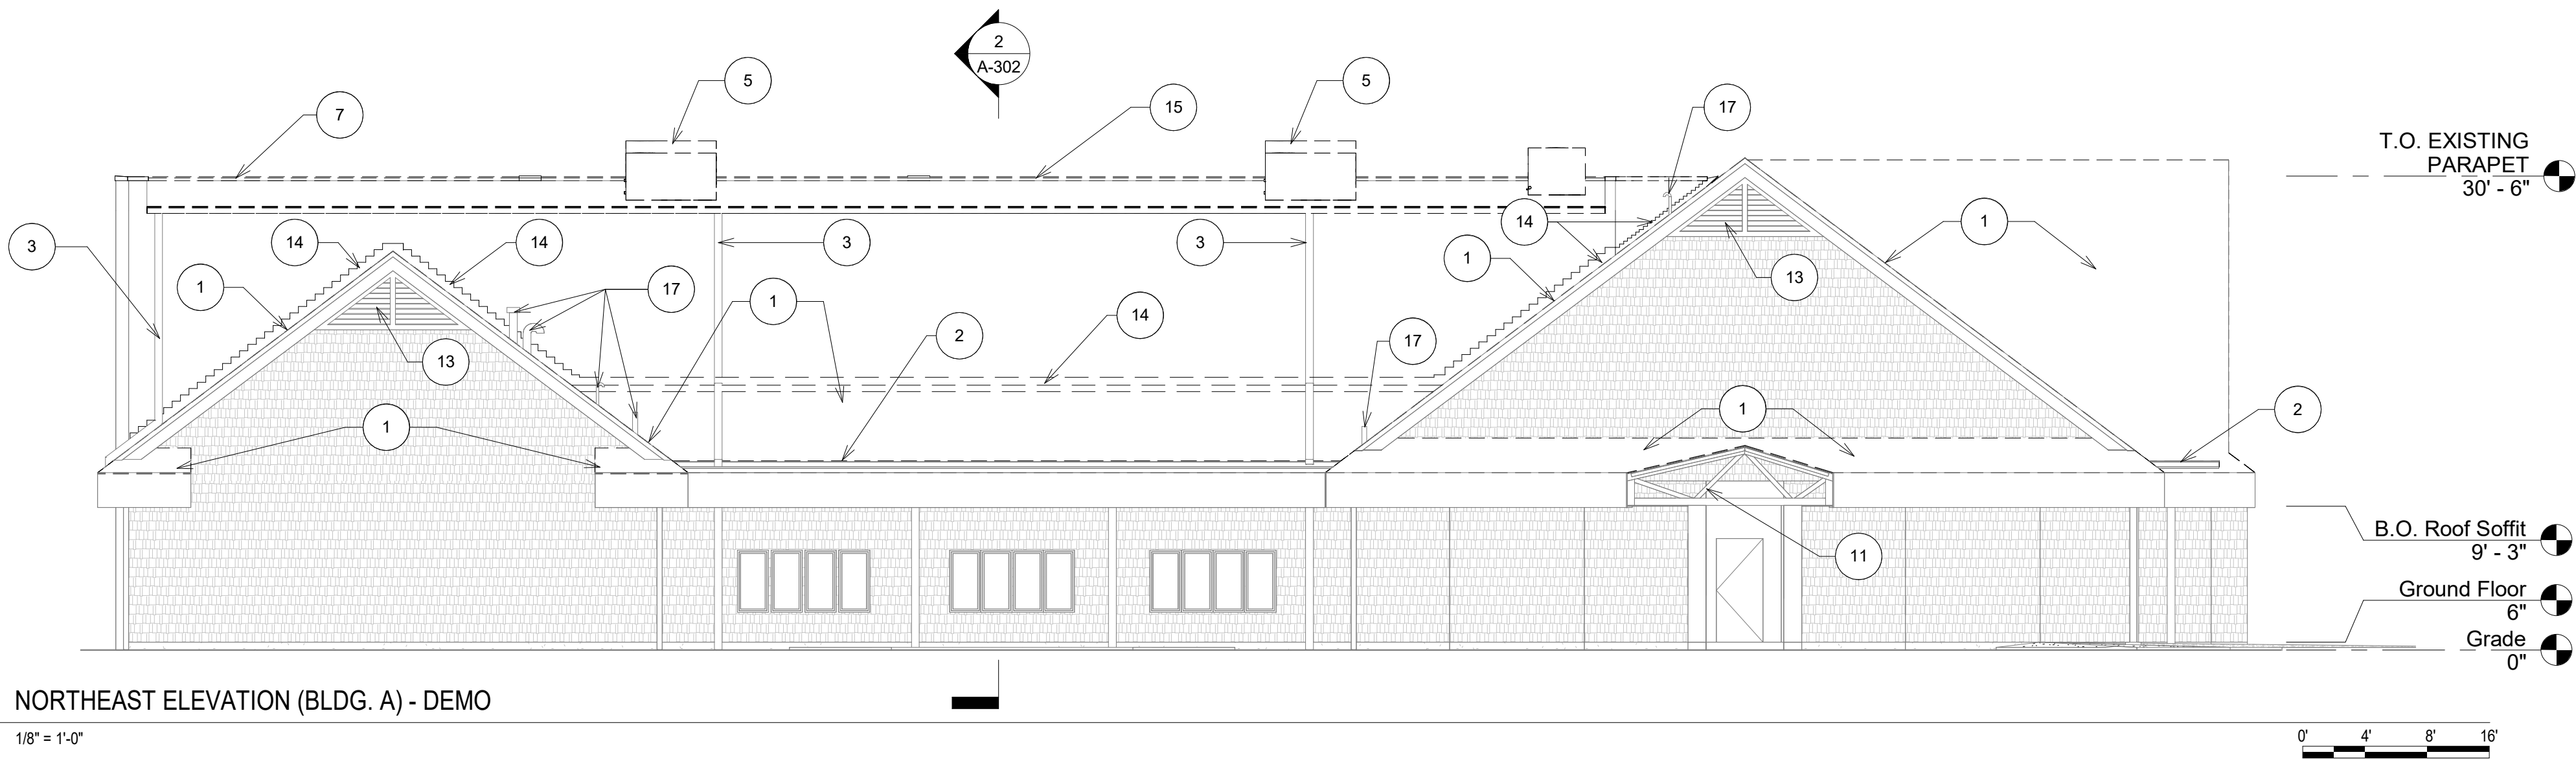 2
A-302
5
5
7
15
17
T.O. EXISTING
PARAPET
30' - 6"
3
14
14
3
3
14
1
1
1
17
1
13
14
2
13
17
1
1
2
B.O. Roof Soffit
9' - 3"
11
Ground Floor
6"
Grade
0"
NORTHEAST ELEVATION (BLDG. A) - DEMO
1/8" = 1'-0"
0' 4' 8' 16'